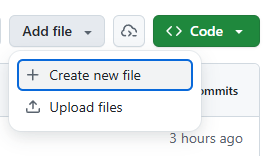 Add file
<> Code
Create new file
Upload files
ommits
3 hours ago